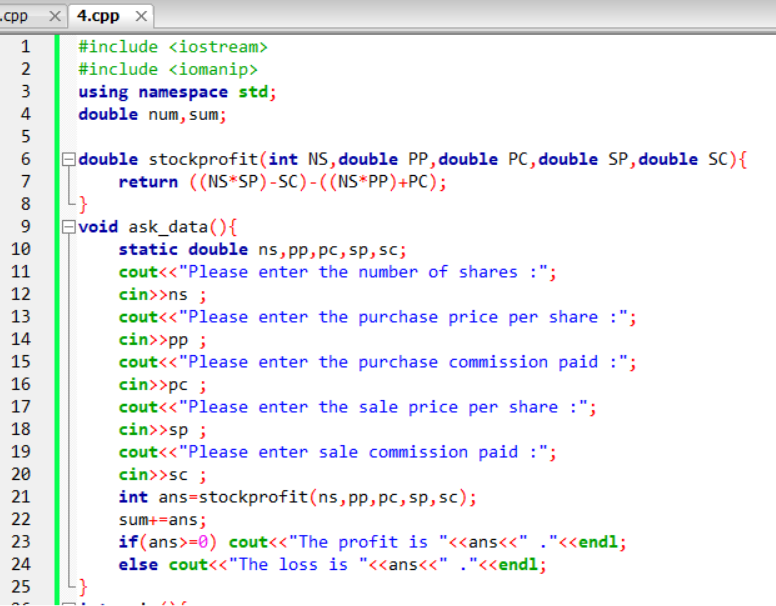 .cpp × 4.cpp ×
1 #include <iostream>
2 #include <iomanip>
3 using namespace std;
4 double num,sum;
5
6 double stockprofit(int NS,double PP,double PC,double SP,double SC){
7 return ((NS*SP)-SC)-((NS*PP)+PC);
8 }
9 void ask_data(){
10 static double ns,pp,pc,sp,sc;
11 cout<<"Please enter the number of shares :";
12 cin>>ns ;
13 cout<<"Please enter the purchase price per share :";
14 cin>>pp ;
15 cout<<"Please enter the purchase commission paid :";
16 cin>>pc ;
17 cout<<"Please enter the sale price per share :";
18 cin>>sp ;
19 cout<<"Please enter sale commission paid :";
20 cin>>sc ;
21 int ans=stockprofit(ns,pp,pc,sp,sc);
22 sum+=ans;
23 if(ans>=0) cout<<"The profit is "<<ans<<" ."<<endl;
24 else cout<<"The loss is "<<ans<<" ."<<endl;
25 }